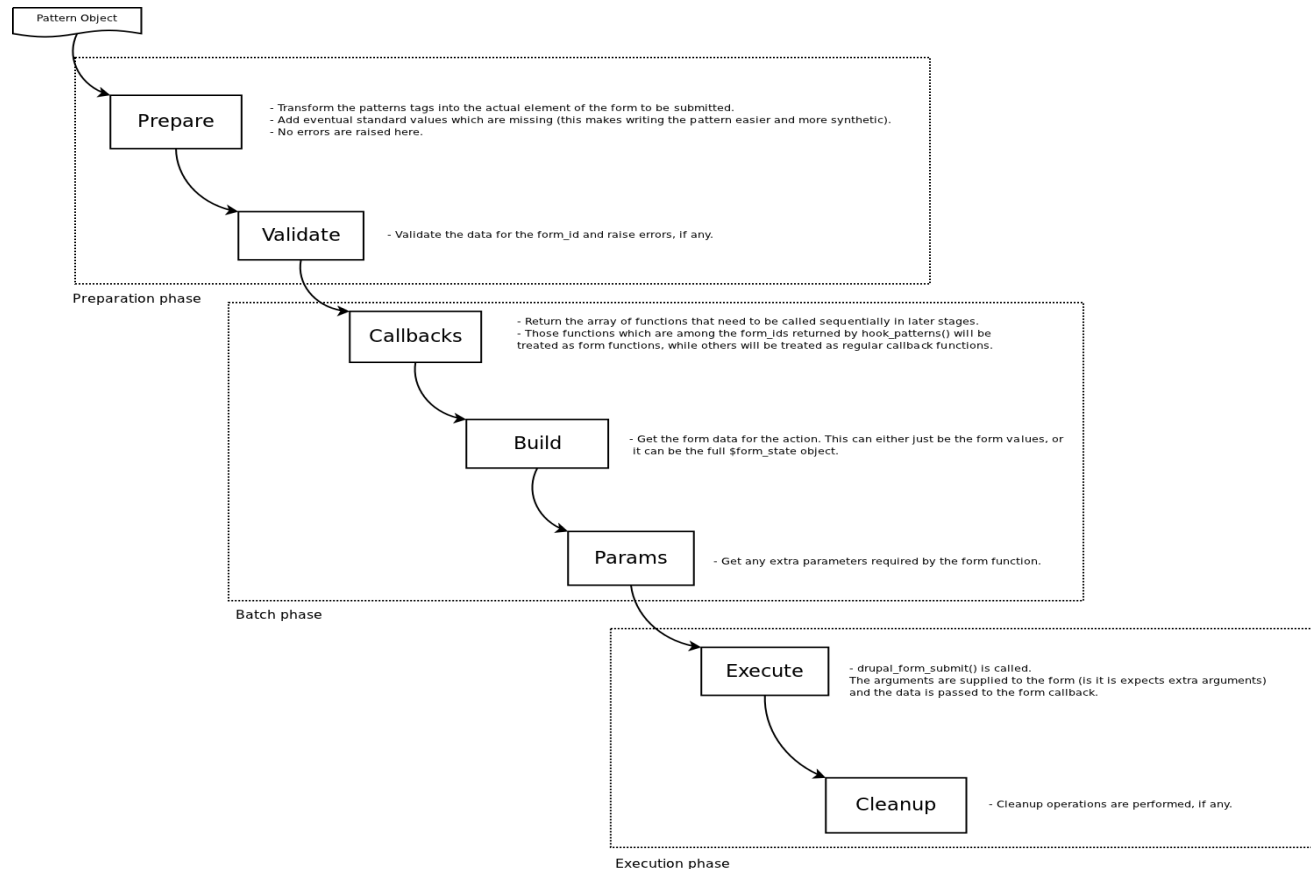 Pattern Object
Prepare
- Transform the patterns tags into the actual element of the form to be submitted.
- Add eventual standard values which are missing (this makes writing the pattern easier and more synthetic).
- No errors are raised here.
Validate
- Validate the data for the form_id and raise errors, if any.
Preparation phase
Callbacks
- Return the array of functions that need to be called sequentially in later stages.
- Those functions which are among the form_ids returned by hook_patterns() will be
treated as form functions, while others will be treated as regular callback functions.
Build
- Get the form data for the action. This can either just be the form values, or
it can be the full $form_state object.
Params
- Get any extra parameters required by the form function.
Batch phase
Execute
- drupal_form_submit() is called.
The arguments are supplied to the form (is it is expects extra arguments)
and the data is passed to the form callback.
Cleanup
- Cleanup operations are performed, if any.
Execution phase